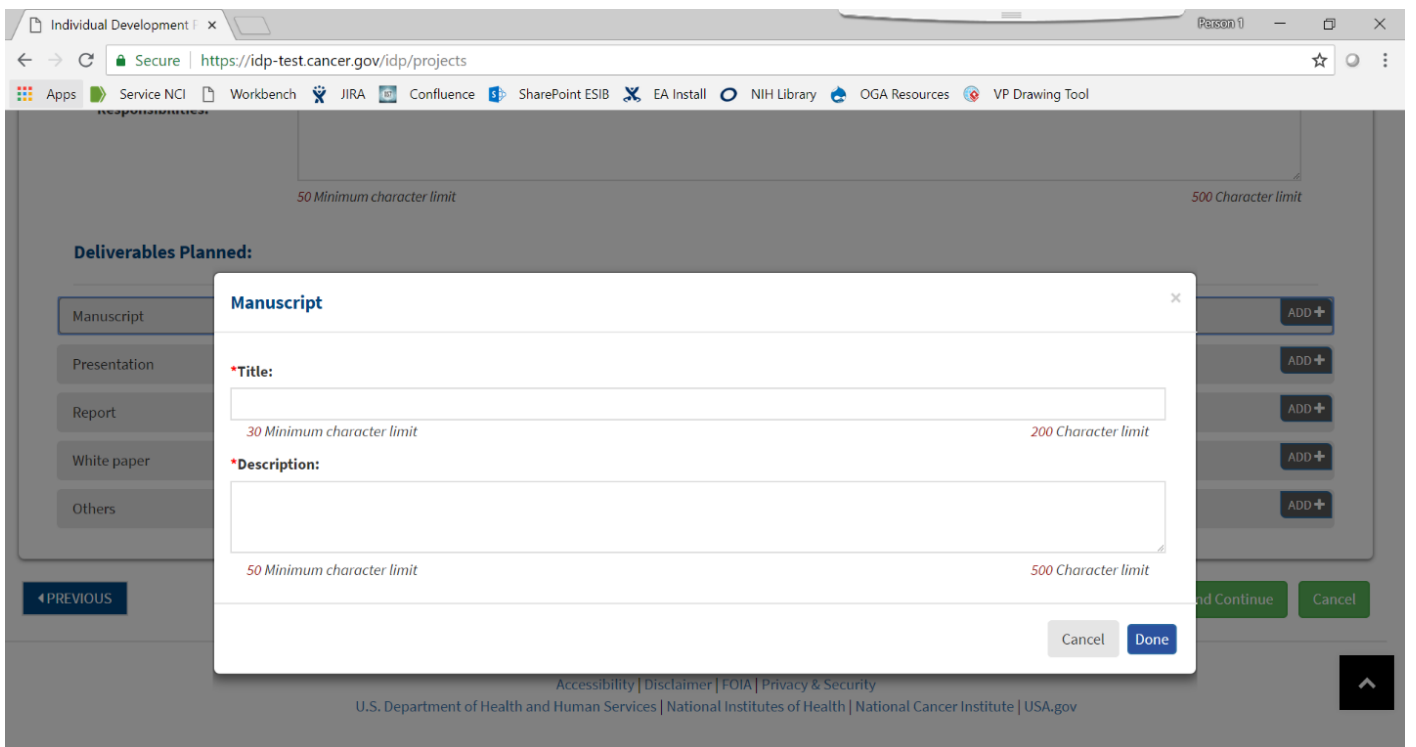 Individual Development P
Person 1
Secure https://idp-test.cancer.gov/idp/projects
Apps Service NCI Workbench JIRA Confluence SharePoint ESIB EA Install NIH Library OGA Resources VP Drawing Tool
Responsibilities:
50 Minimum character limit 500 Character limit
Deliverables Planned:
Manuscript ADD
Presentation ADD
Report ADD
White paper ADD
Others ADD
Manuscript ×
*Title:
30 Minimum character limit 200 Character limit
*Description:
50 Minimum character limit 500 Character limit
Cancel Done
PREVIOUS nd Continue Cancel
Accessibility | Disclaimer | FOIA | Privacy & Security
U.S. Department of Health and Human Services | National Institutes of Health | National Cancer Institute | USA.gov